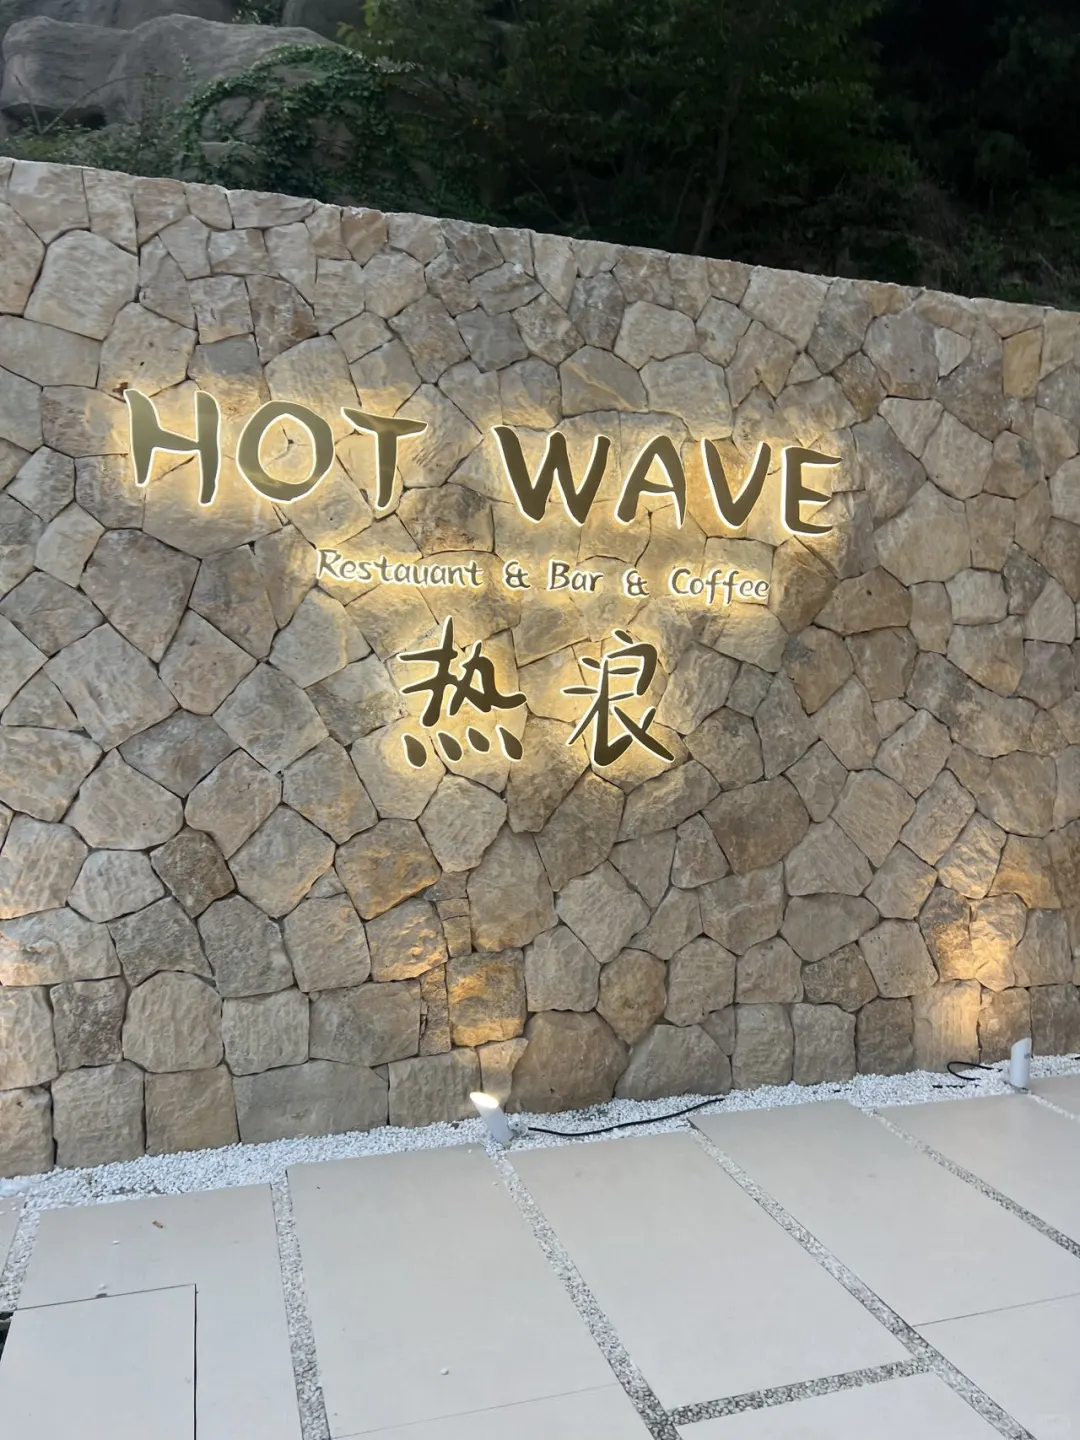 HOT WAVE
Restauant & Bar & Coffee
热浪